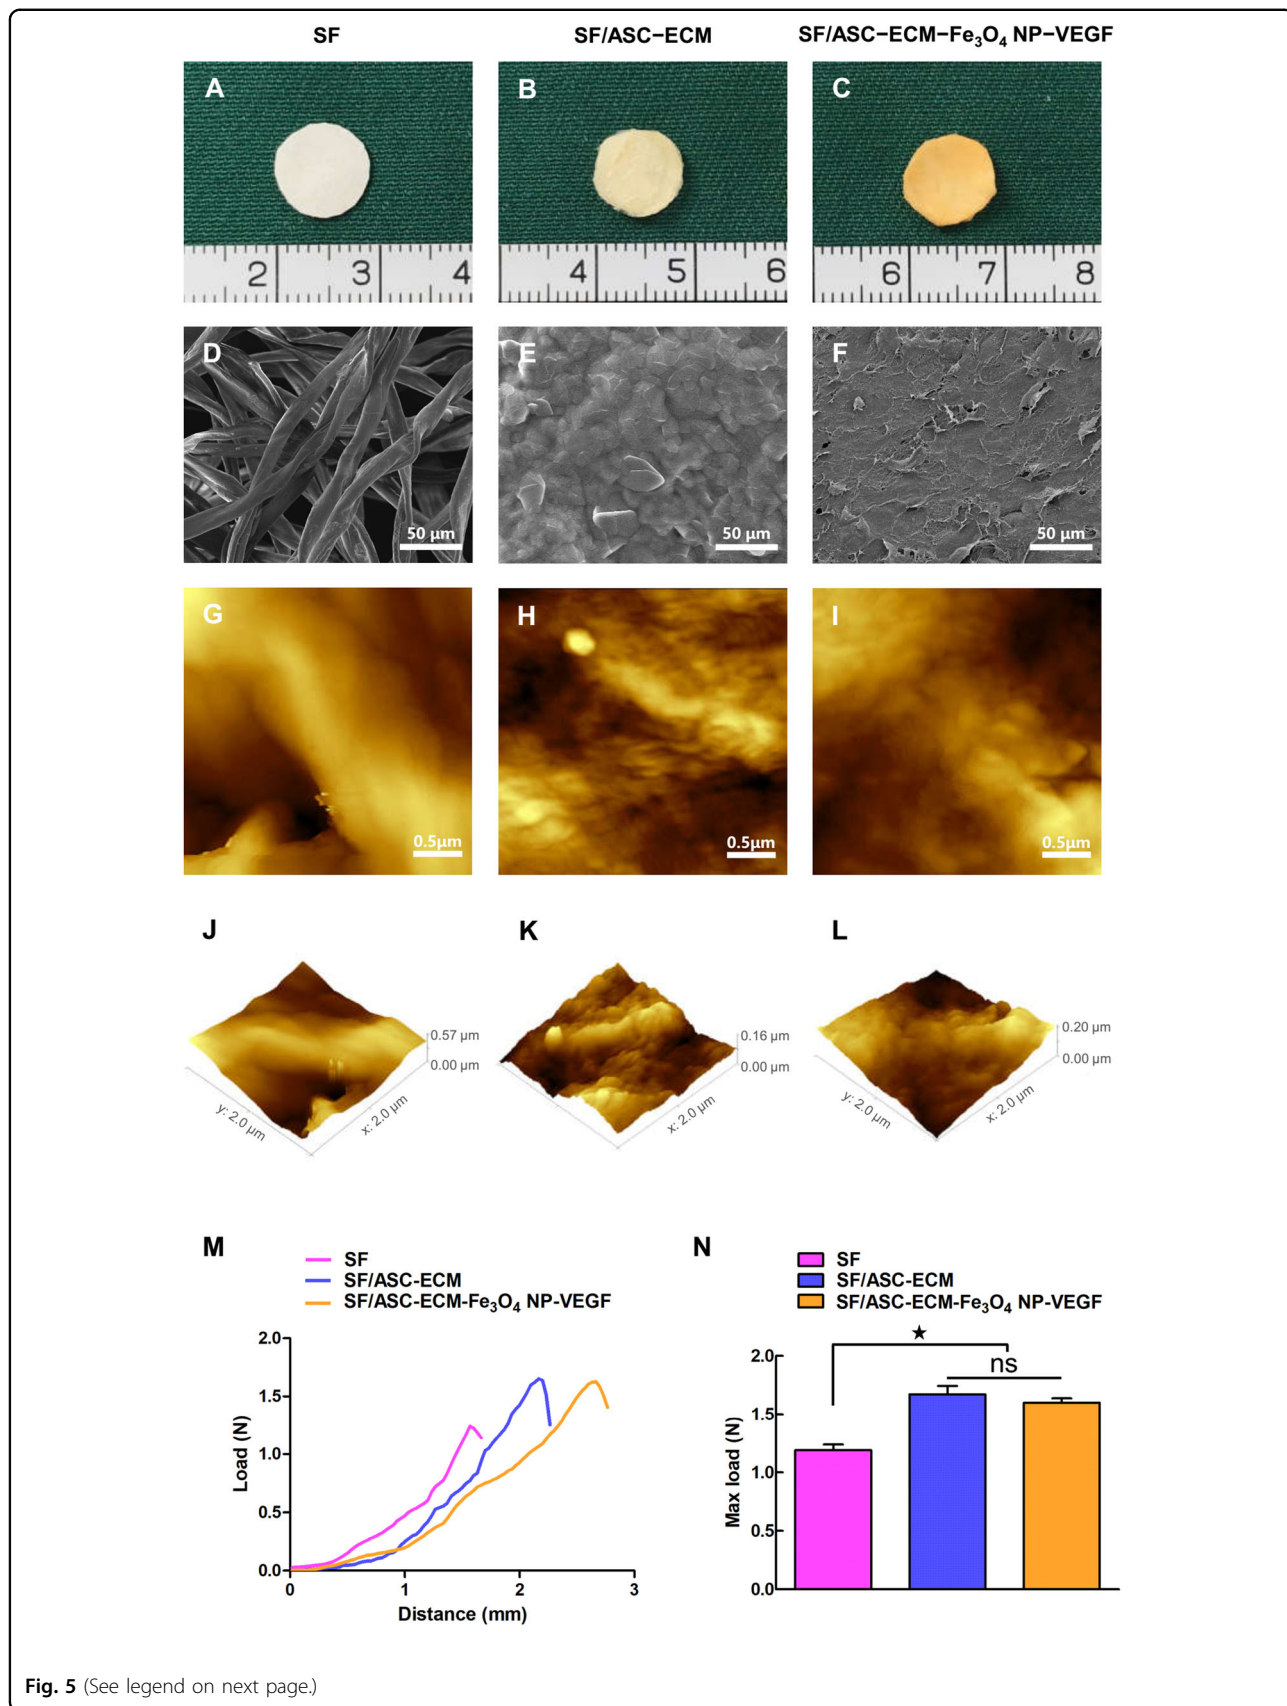 SF SF/ASC–ECM SF/ASC–ECM–Fe₃O₄ NP–VEGF
A B C
2 3 4 4 5 6 6 7 8
D E F
50 µm 50 µm 50 µm
G H I
0.5µm 0.5µm 0.5µm
J K L
0.57 µm 0.16 µm 0.20 µm
0.00 µm 0.00 µm 0.00 µm
y: 2.0 µm x: 2.0 µm x: 2.0 µm y: 2.0 µm x: 2.0 µm
M N
SF
SF/ASC-ECM
SF/ASC-ECM-Fe₃O₄ NP-VEGF
2.0
1.5
1.0
0.5
0.0
Load (N)
0 1 2 3
Distance (mm)
SF
SF/ASC-ECM
SF/ASC-ECM-Fe₃O₄ NP-VEGF
★
ns
2.0
1.5
1.0
0.5
0.0
Max load (N)
Fig. 5 (See legend on next page.)